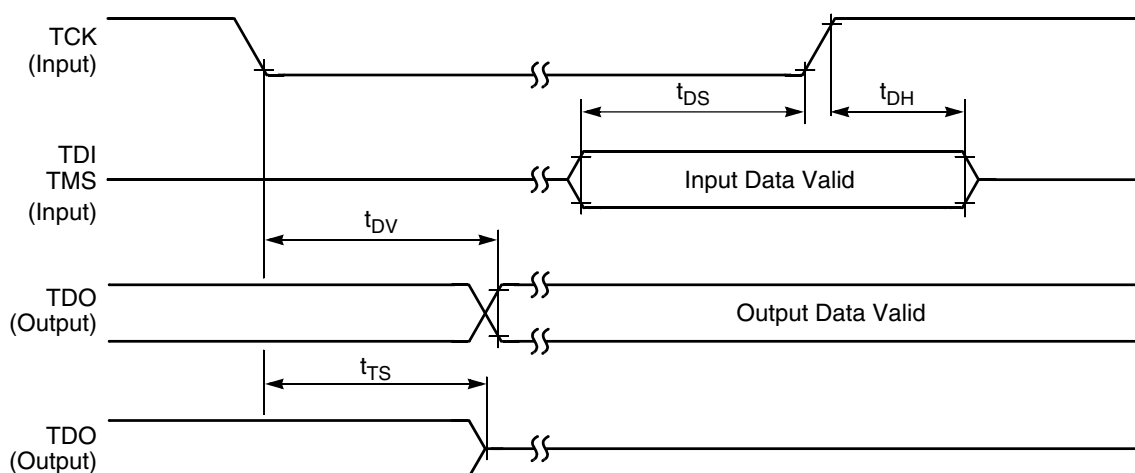 TCK
(Input)
t_DS
t_DH
TDI
TMS
(Input)
Input Data Valid
t_DV
TDO
(Output)
Output Data Valid
t_TS
TDO
(Output)